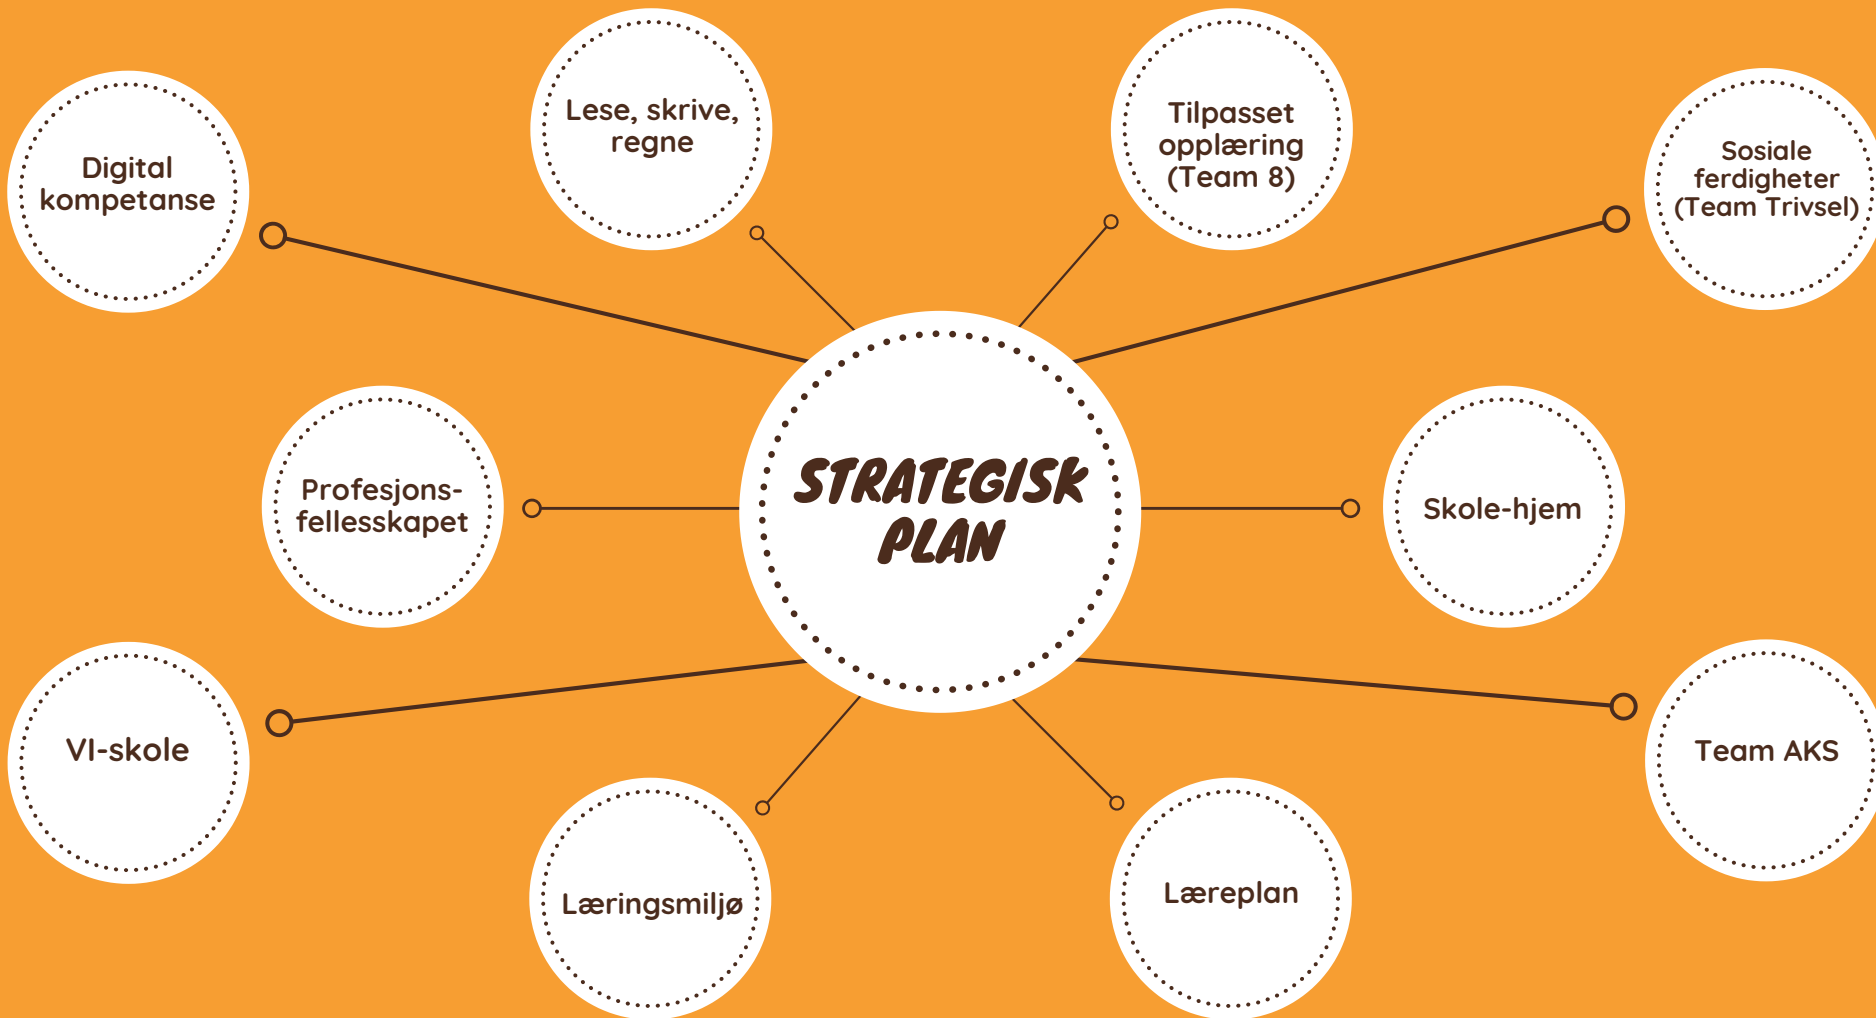 Lese, skrive,
regne
Tilpasset
opplæring
(Team 8)
Digital
kompetanse
Sosiale
ferdigheter
(Team Trivsel)
Profesjons-
fellesskapet
STRATEGISK
PLAN
Skole-hjem
VI-skole
Team AKS
Læringsmiljø
Læreplan